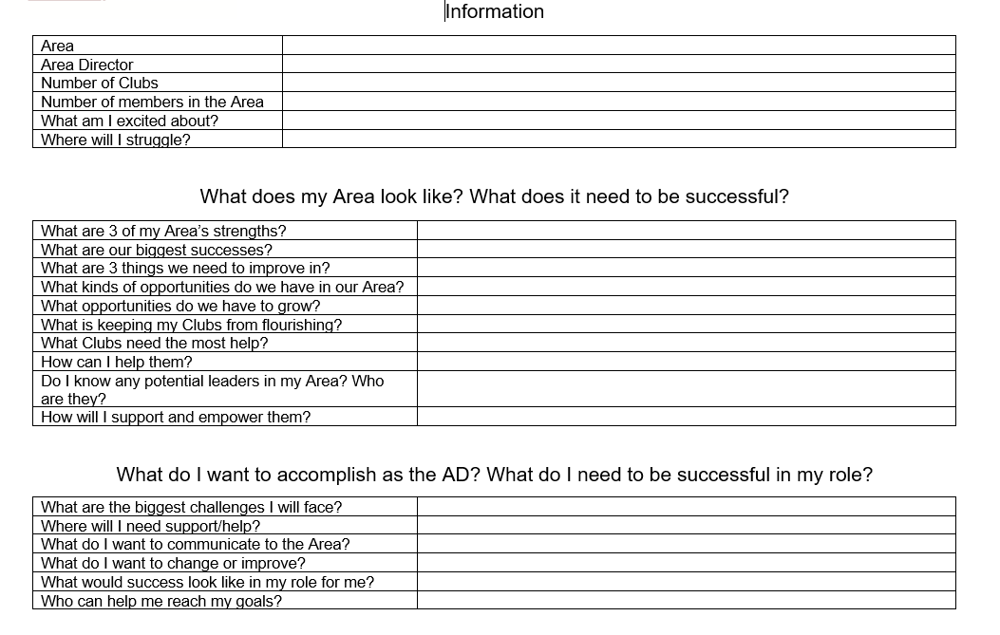 Information
Area
Area Director
Number of Clubs
Number of members in the Area
What am I excited about?
Where will I struggle?
What does my Area look like? What does it need to be successful?
What are 3 of my Area’s strengths?
What are our biggest successes?
What are 3 things we need to improve in?
What kinds of opportunities do we have in our Area?
What opportunities do we have to grow?
What is keeping my Clubs from flourishing?
What Clubs need the most help?
How can I help them?
Do I know any potential leaders in my Area? Who
are they?
How will I support and empower them?
What do I want to accomplish as the AD? What do I need to be successful in my role?
What are the biggest challenges I will face?
Where will I need support/help?
What do I want to communicate to the Area?
What do I want to change or improve?
What would success look like in my role for me?
Who can help me reach my goals?